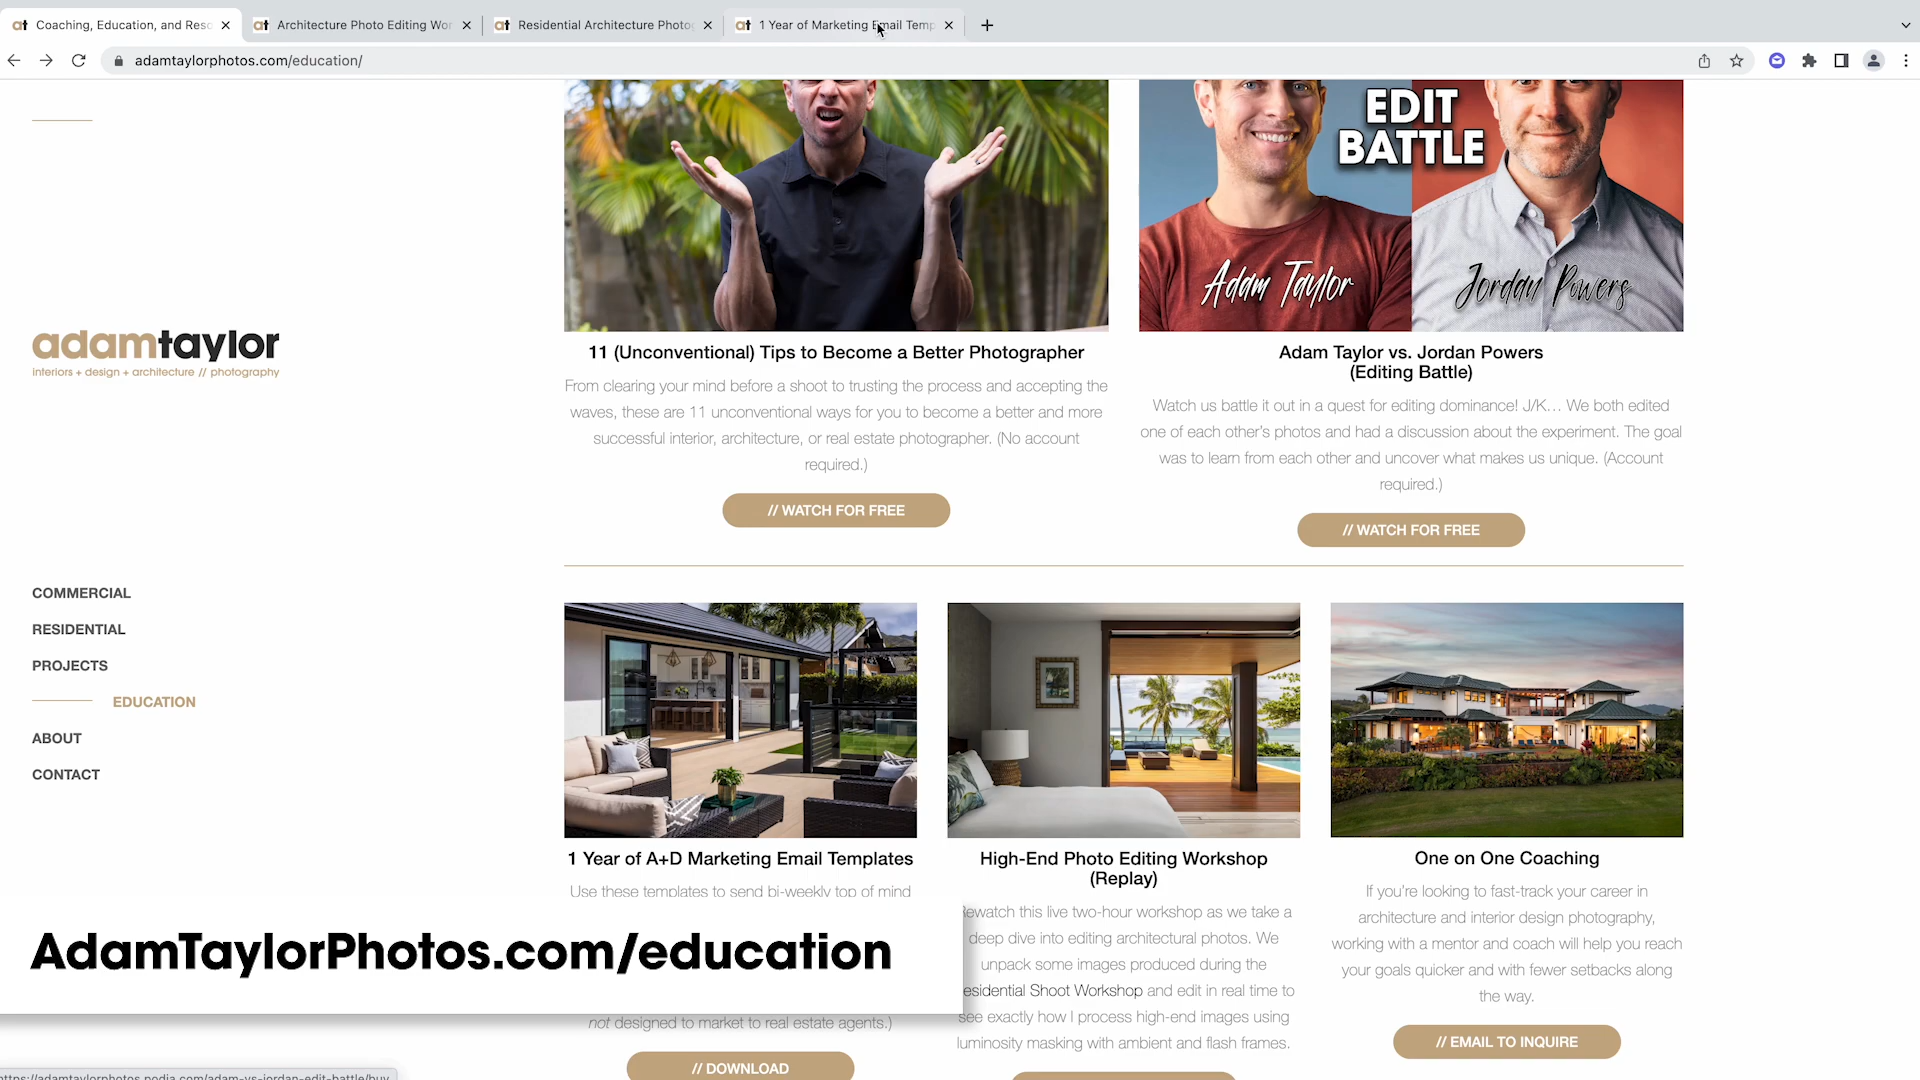 Coaching, Education, and Reso
Architecture Photo Editing Wor
Residential Architecture Photog
1 Year of Marketing Email Temp
adamtaylorphotos.com/education/
EDIT
BATTLE
Adam Taylor
Jordan Powers
adamtaylor
interiors + design + architecture // photography
COMMERCIAL
RESIDENTIAL
PROJECTS
EDUCATION
ABOUT
CONTACT
11 (Unconventional) Tips to Become a Better Photographer
From clearing your mind before a shoot to trusting the process and accepting the
waves, these are 11 unconventional ways for you to become a better and more
successful interior, architecture, or real estate photographer. (No account
required.)
// WATCH FOR FREE
Adam Taylor vs. Jordan Powers
(Editing Battle)
Watch us battle it out in a quest for editing dominance! J/K... We both edited
one of each other's photos and had a discussion about the experiment. The goal
was to learn from each other and uncover what makes us unique. (Account
required.)
// WATCH FOR FREE
1 Year of A+D Marketing Email Templates
Use these templates to send bi-weekly top of mind
not designed to market to real estate agents.)
// DOWNLOAD
High-End Photo Editing Workshop
(Replay)
Rewatch this live two-hour workshop as we take a
deep dive into editing architectural photos. We
unpack some images produced during the
esidential Shoot Workshop and edit in real time to
see exactly how I process high-end images using
luminosity masking with ambient and flash frames.
One on One Coaching
If you're looking to fast-track your career in
architecture and interior design photography,
working with a mentor and coach will help you reach
your goals quicker and with fewer setbacks along
the way.
// EMAIL TO INQUIRE
AdamTaylorPhotos.com/education
https://adamtaylorphotos.podia.com/adam-vs-jordan-edit-battle/buy